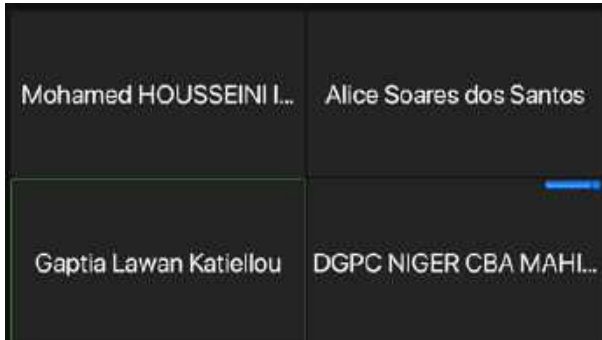 Mohamed HOUSSEINI I...
Alice Soares dos Santos
Gaptia Lawan Katiellou
DGPC NIGER CBA MAHI...